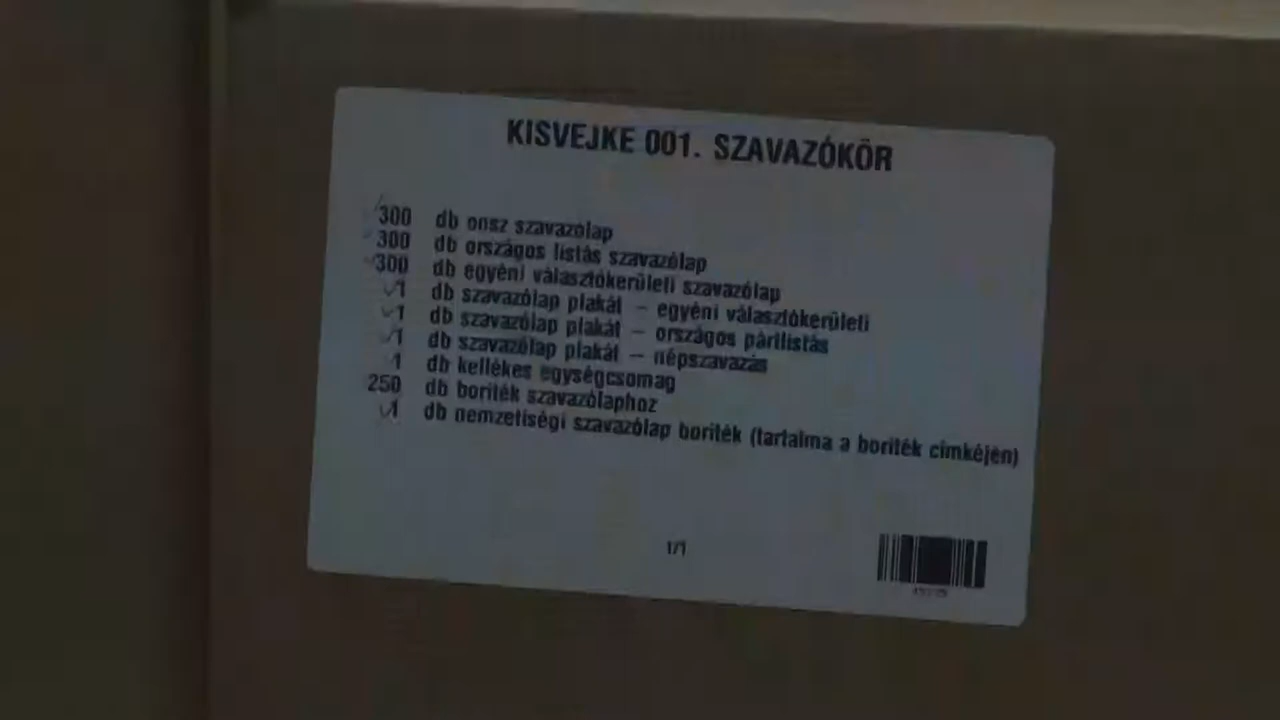 KISVEJKE 001. SZAVAZÓKÖR
300 db onsz szavazólap
300 db országos listás szavazólap
300 db egyéni választókerületi szavazólap
1 db szavazólap plakát – egyéni választókerületi
1 db szavazólap plakát – országos pártlistás
1 db szavazólap plakát – népszavazás
1 db kellékes egységcsomag
250 db boríték szavazólaphoz
1 db nemzetiségi szavazólap boríték (tartalma a boríték címkéjén)
1/1